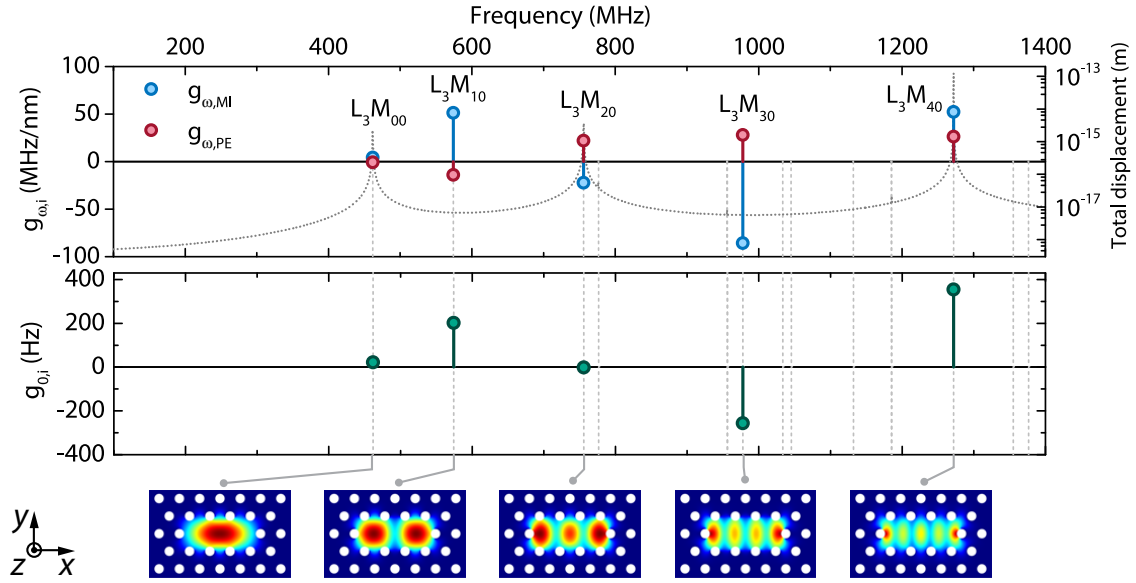 Frequency (MHz)
200 400 600 800 1000 1200 1400
100
50
0
-50
-100
g_ω,i (MHz/nm)
g_ω,MI
g_ω,PE
L₃M₀₀
L₃M₁₀
L₃M₂₀
L₃M₃₀
L₃M₄₀
10⁻¹³
10⁻¹⁵
10⁻¹⁷
Total displacement (m)
400
200
0
-200
-400
g_0,i (Hz)
y
z x